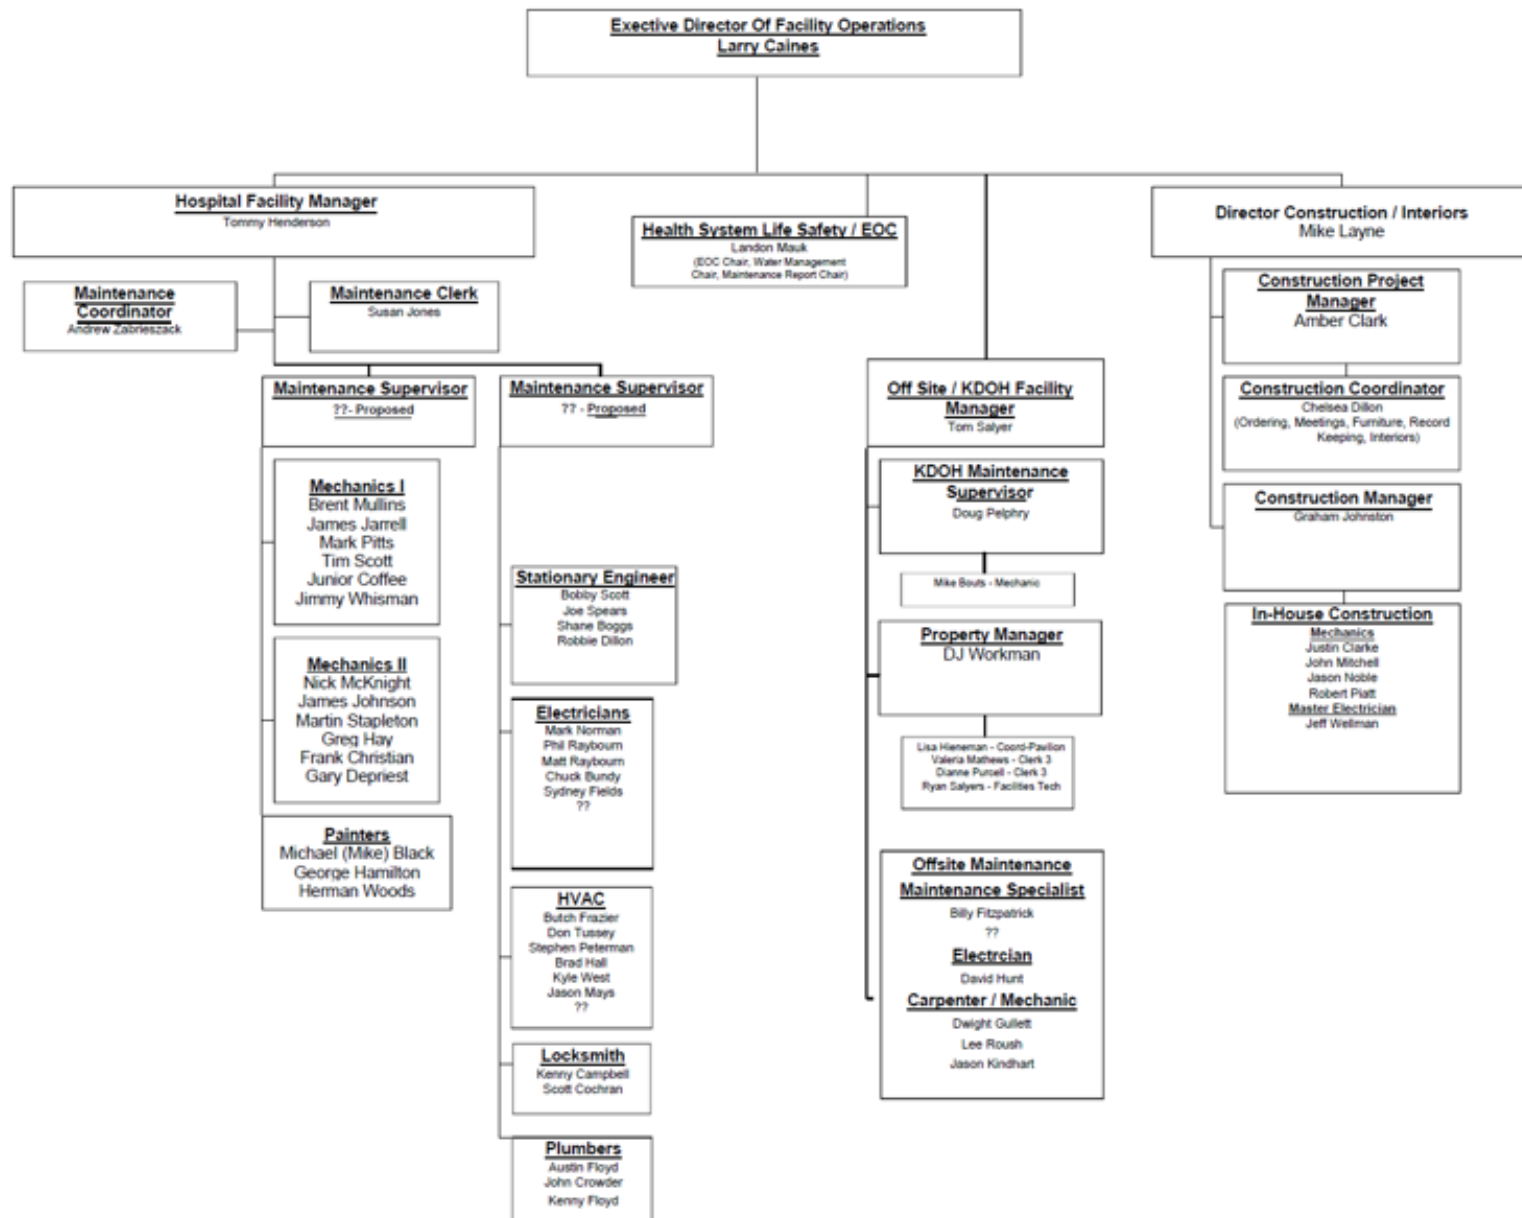 Exective Director Of Facility Operations
Larry Caines
Hospital Facility Manager
Tommy Henderson
Health System Life Safety / EOC
Landon Mauk
(EOC Chair, Water Management
Chair, Maintenance Report Chair)
Director Construction / Interiors
Mike Layne
Maintenance
Coordinator
Andrew Zabrieszack
Maintenance Clerk
Susan Jones
Construction Project
Manager
Amber Clark
Maintenance Supervisor
??- Proposed
Maintenance Supervisor
?? - Proposed
Off Site / KDOH Facility
Manager
Tom Salyer
Construction Coordinator
Chelsea Dillon
(Ordering, Meetings, Furniture, Record
Keeping, Interiors)
Mechanics I
Brent Mullins
James Jarrell
Mark Pitts
Tim Scott
Junior Coffee
Jimmy Whisman
KDOH Maintenance
Supervisor
Doug Pelphry
Construction Manager
Graham Johnston
Stationary Engineer
Bobby Scott
Joe Spears
Shane Boggs
Robbie Dillon
Mike Bouts - Mechanic
In-House Construction
Mechanics
Justin Clarke
John Mitchell
Jason Noble
Robert Piatt
Master Electrician
Jeff Wellman
Mechanics II
Nick McKnight
James Johnson
Martin Stapleton
Greg Hay
Frank Christian
Gary Depriest
Property Manager
DJ Workman
Electricians
Mark Norman
Phil Raybourn
Matt Raybourn
Chuck Bundy
Sydney Fields
??
Lisa Hieneman - Coord-Pavilion
Valeria Mathews - Clerk 3
Dianne Purcell - Clerk 3
Ryan Salyers - Facilities Tech
Painters
Michael (Mike) Black
George Hamilton
Herman Woods
Offsite Maintenance
Maintenance Specialist
Billy Fitzpatrick
??
Electrcian
David Hunt
Carpenter / Mechanic
Dwight Gullett
Lee Roush
Jason Kindhart
HVAC
Butch Frazier
Don Tussey
Stephen Peterman
Brad Hall
Kyle West
Jason Mays
??
Locksmith
Kenny Campbell
Scott Cochran
Plumbers
Austin Floyd
John Crowder
Kenny Floyd